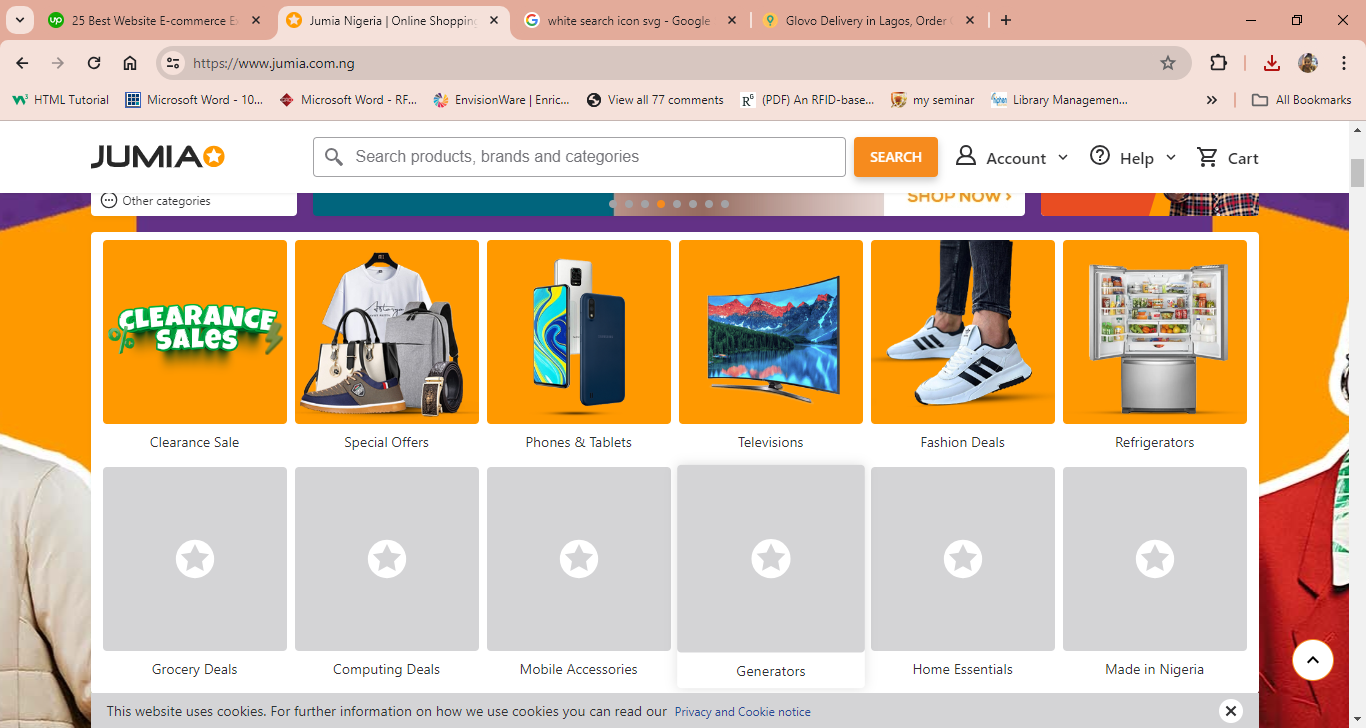 25 Best Website E-commerce Ex
Jumia Nigeria | Online Shopping
white search icon svg - Google
Glovo Delivery in Lagos, Order
https://www.jumia.com.ng
HTML Tutorial
Microsoft Word - 10...
Microsoft Word - RF...
EnvisionWare | Enric...
View all 77 comments
(PDF) An RFID-base...
my seminar
Library Managemen...
All Bookmarks
JUMIA
Search products, brands and categories
SEARCH
Account
Help
Cart
Other categories
SHOP NOW ›
CLEARANCE
SALES
Clearance Sale
Special Offers
Phones & Tablets
Televisions
Fashion Deals
Refrigerators
Grocery Deals
Computing Deals
Mobile Accessories
Generators
Home Essentials
Made in Nigeria
This website uses cookies. For further information on how we use cookies you can read our Privacy and Cookie notice